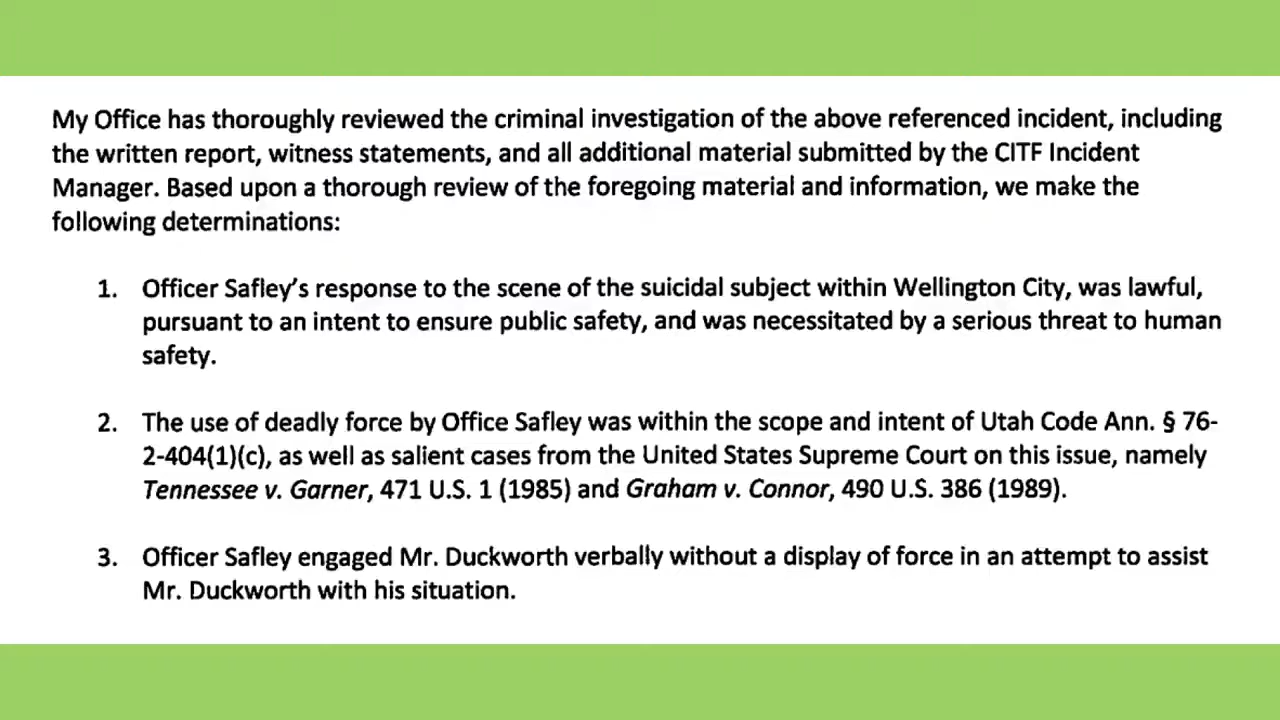 My Office has thoroughly reviewed the criminal investigation of the above referenced incident, including
the written report, witness statements, and all additional material submitted by the CITF Incident
Manager. Based upon a thorough review of the foregoing material and information, we make the
following determinations:
1. Officer Safley's response to the scene of the suicidal subject within Wellington City, was lawful,
pursuant to an intent to ensure public safety, and was necessitated by a serious threat to human
safety.
2. The use of deadly force by Office Safley was within the scope and intent of Utah Code Ann. § 76-
2-404(1)(c), as well as salient cases from the United States Supreme Court on this issue, namely
Tennessee v. Garner, 471 U.S. 1 (1985) and Graham v. Connor, 490 U.S. 386 (1989).
3. Officer Safley engaged Mr. Duckworth verbally without a display of force in an attempt to assist
Mr. Duckworth with his situation.